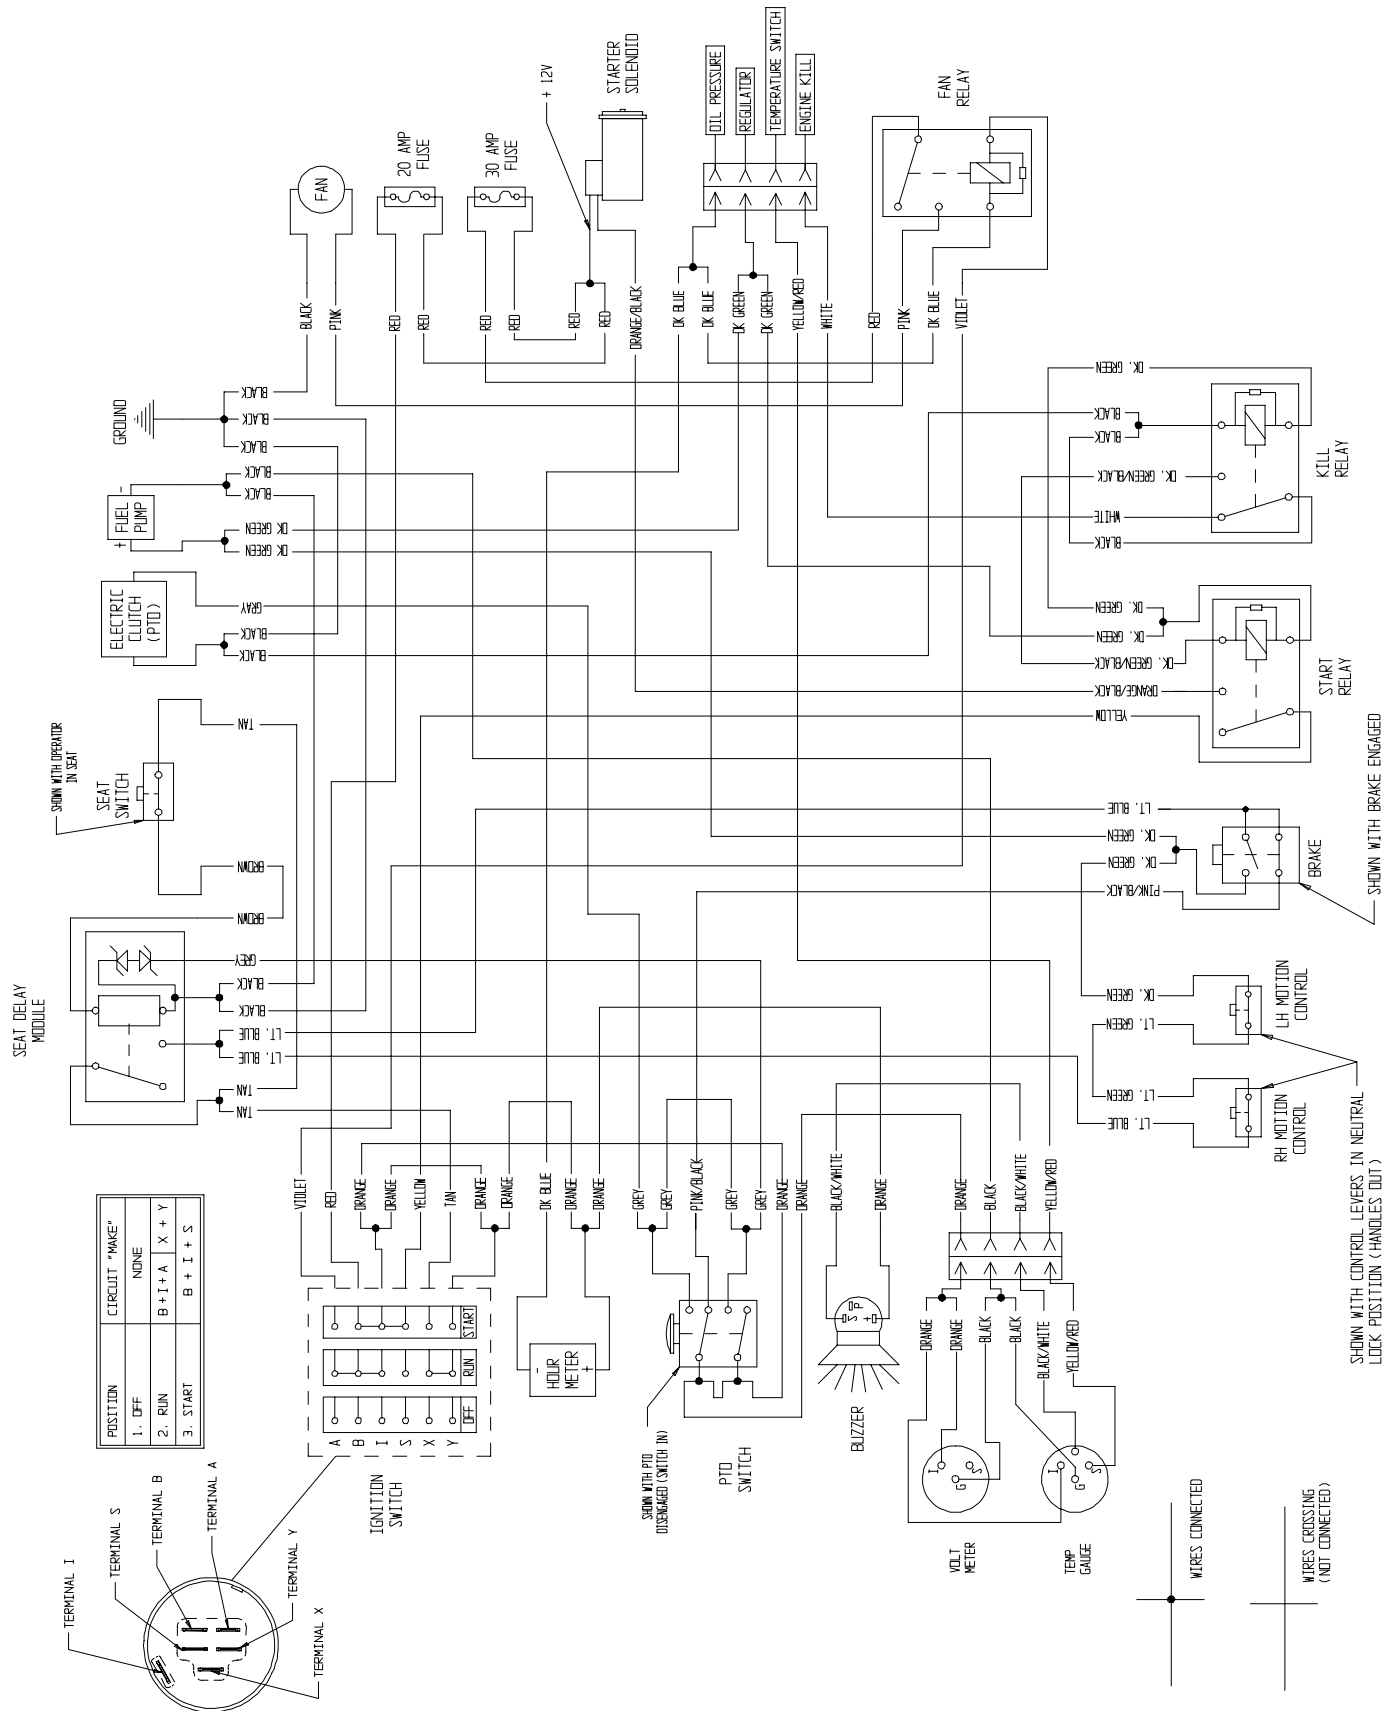 + 12V
STARTER
SOLENOID
20 AMP
FUSE
30 AMP
FUSE
FAN
OIL PRESSURE
REGULATOR
TEMPERATURE SWITCH
ENGINE KILL
FAN
RELAY
BLACK
PINK
RED
RED
RED
RED
RED
RED
ORANGE/BLACK
DK BLUE
DK BLUE
DK GREEN
DK GREEN
YELLOW/RED
WHITE
RED
PINK
DK BLUE
VIOLET
GROUND
BLACK
BLACK
BLACK
BLACK
BLACK
- FUEL +
PUMP
DK GREEN
DK GREEN
ELECTRIC
CLUTCH
(PTO)
GRAY
BLACK
BLACK
DK. GREEN
BLACK
BLACK
DK. GREEN/BLACK
WHITE
BLACK
KILL
RELAY
DK. GREEN
DK. GREEN
DK. GREEN/BLACK
ORANGE/BLACK
YELLOW
START
RELAY
SHOWN WITH OPERATOR
IN SEAT
SEAT
SWITCH
TAN
BROWN
BROWN
SEAT DELAY
MODULE
GREY
BLACK
BLACK
LT. BLUE
LT. BLUE
TAN
TAN
LT. BLUE
DK. GREEN
DK. GREEN
PINK/BLACK
BRAKE
SHOWN WITH BRAKE ENGAGED
DK. GREEN
LT. GREEN
LH MOTION
CONTROL
LT. GREEN
LT. BLUE
RH MOTION
CONTROL
SHOWN WITH CONTROL LEVERS IN NEUTRAL
LOCK POSITION (HANDLES OUT)
VIOLET
RED
ORANGE
ORANGE
YELLOW
TAN
ORANGE
ORANGE
DK BLUE
ORANGE
ORANGE
GREY
GREY
PINK/BLACK
GREY
GREY
ORANGE
ORANGE
BLACK/WHITE
ORANGE
ORANGE
BLACK
BLACK/WHITE
YELLOW/RED
POSITION CIRCUIT "MAKE"
1. OFF NONE
2. RUN B+I+A X + Y
3. START B + I + S
START
RUN
OFF
A
B
I
S
X
Y
IGNITION
SWITCH
-
HOUR
METER
+
SHOWN WITH PTO
DISENGAGED (SWITCH IN)
PTO
SWITCH
S P +
BUZZER
ORANGE
ORANGE
BLACK
BLACK
BLACK/WHITE
YELLOW/RED
I
S
G
VOLT
METER
I
S
G
TEMP
GAUGE
TERMINAL I
TERMINAL S
TERMINAL B
TERMINAL A
TERMINAL Y
TERMINAL X
WIRES CONNECTED
WIRES CROSSING
(NOT CONNECTED)